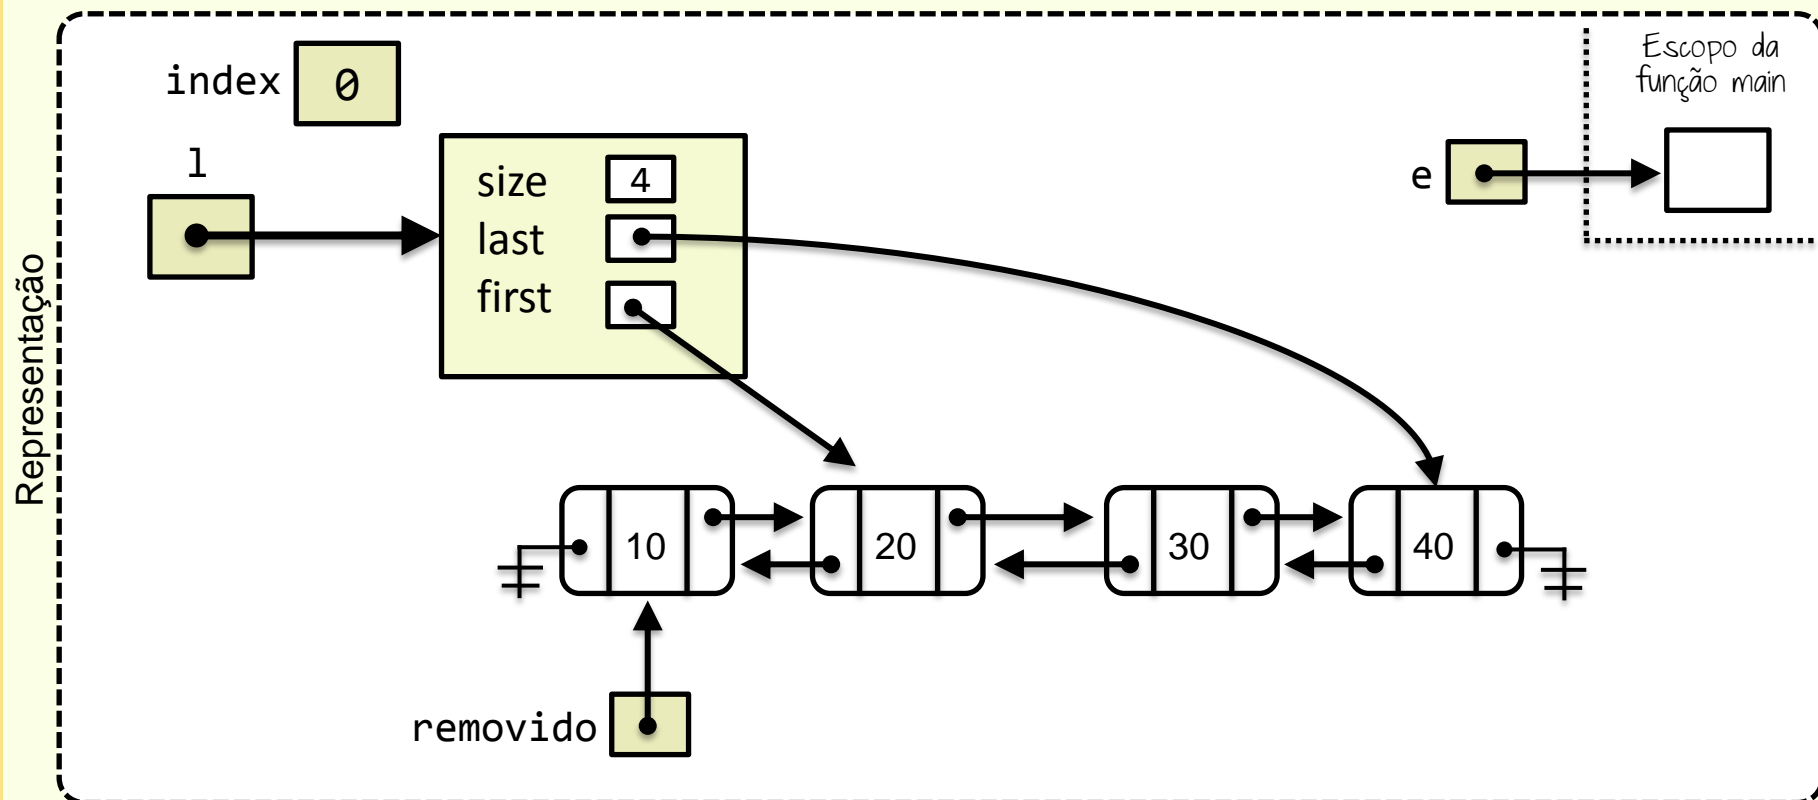 Representação
index 0
l
size 4
last
first
Escopo da
função main
e
10 20 30 40
removido